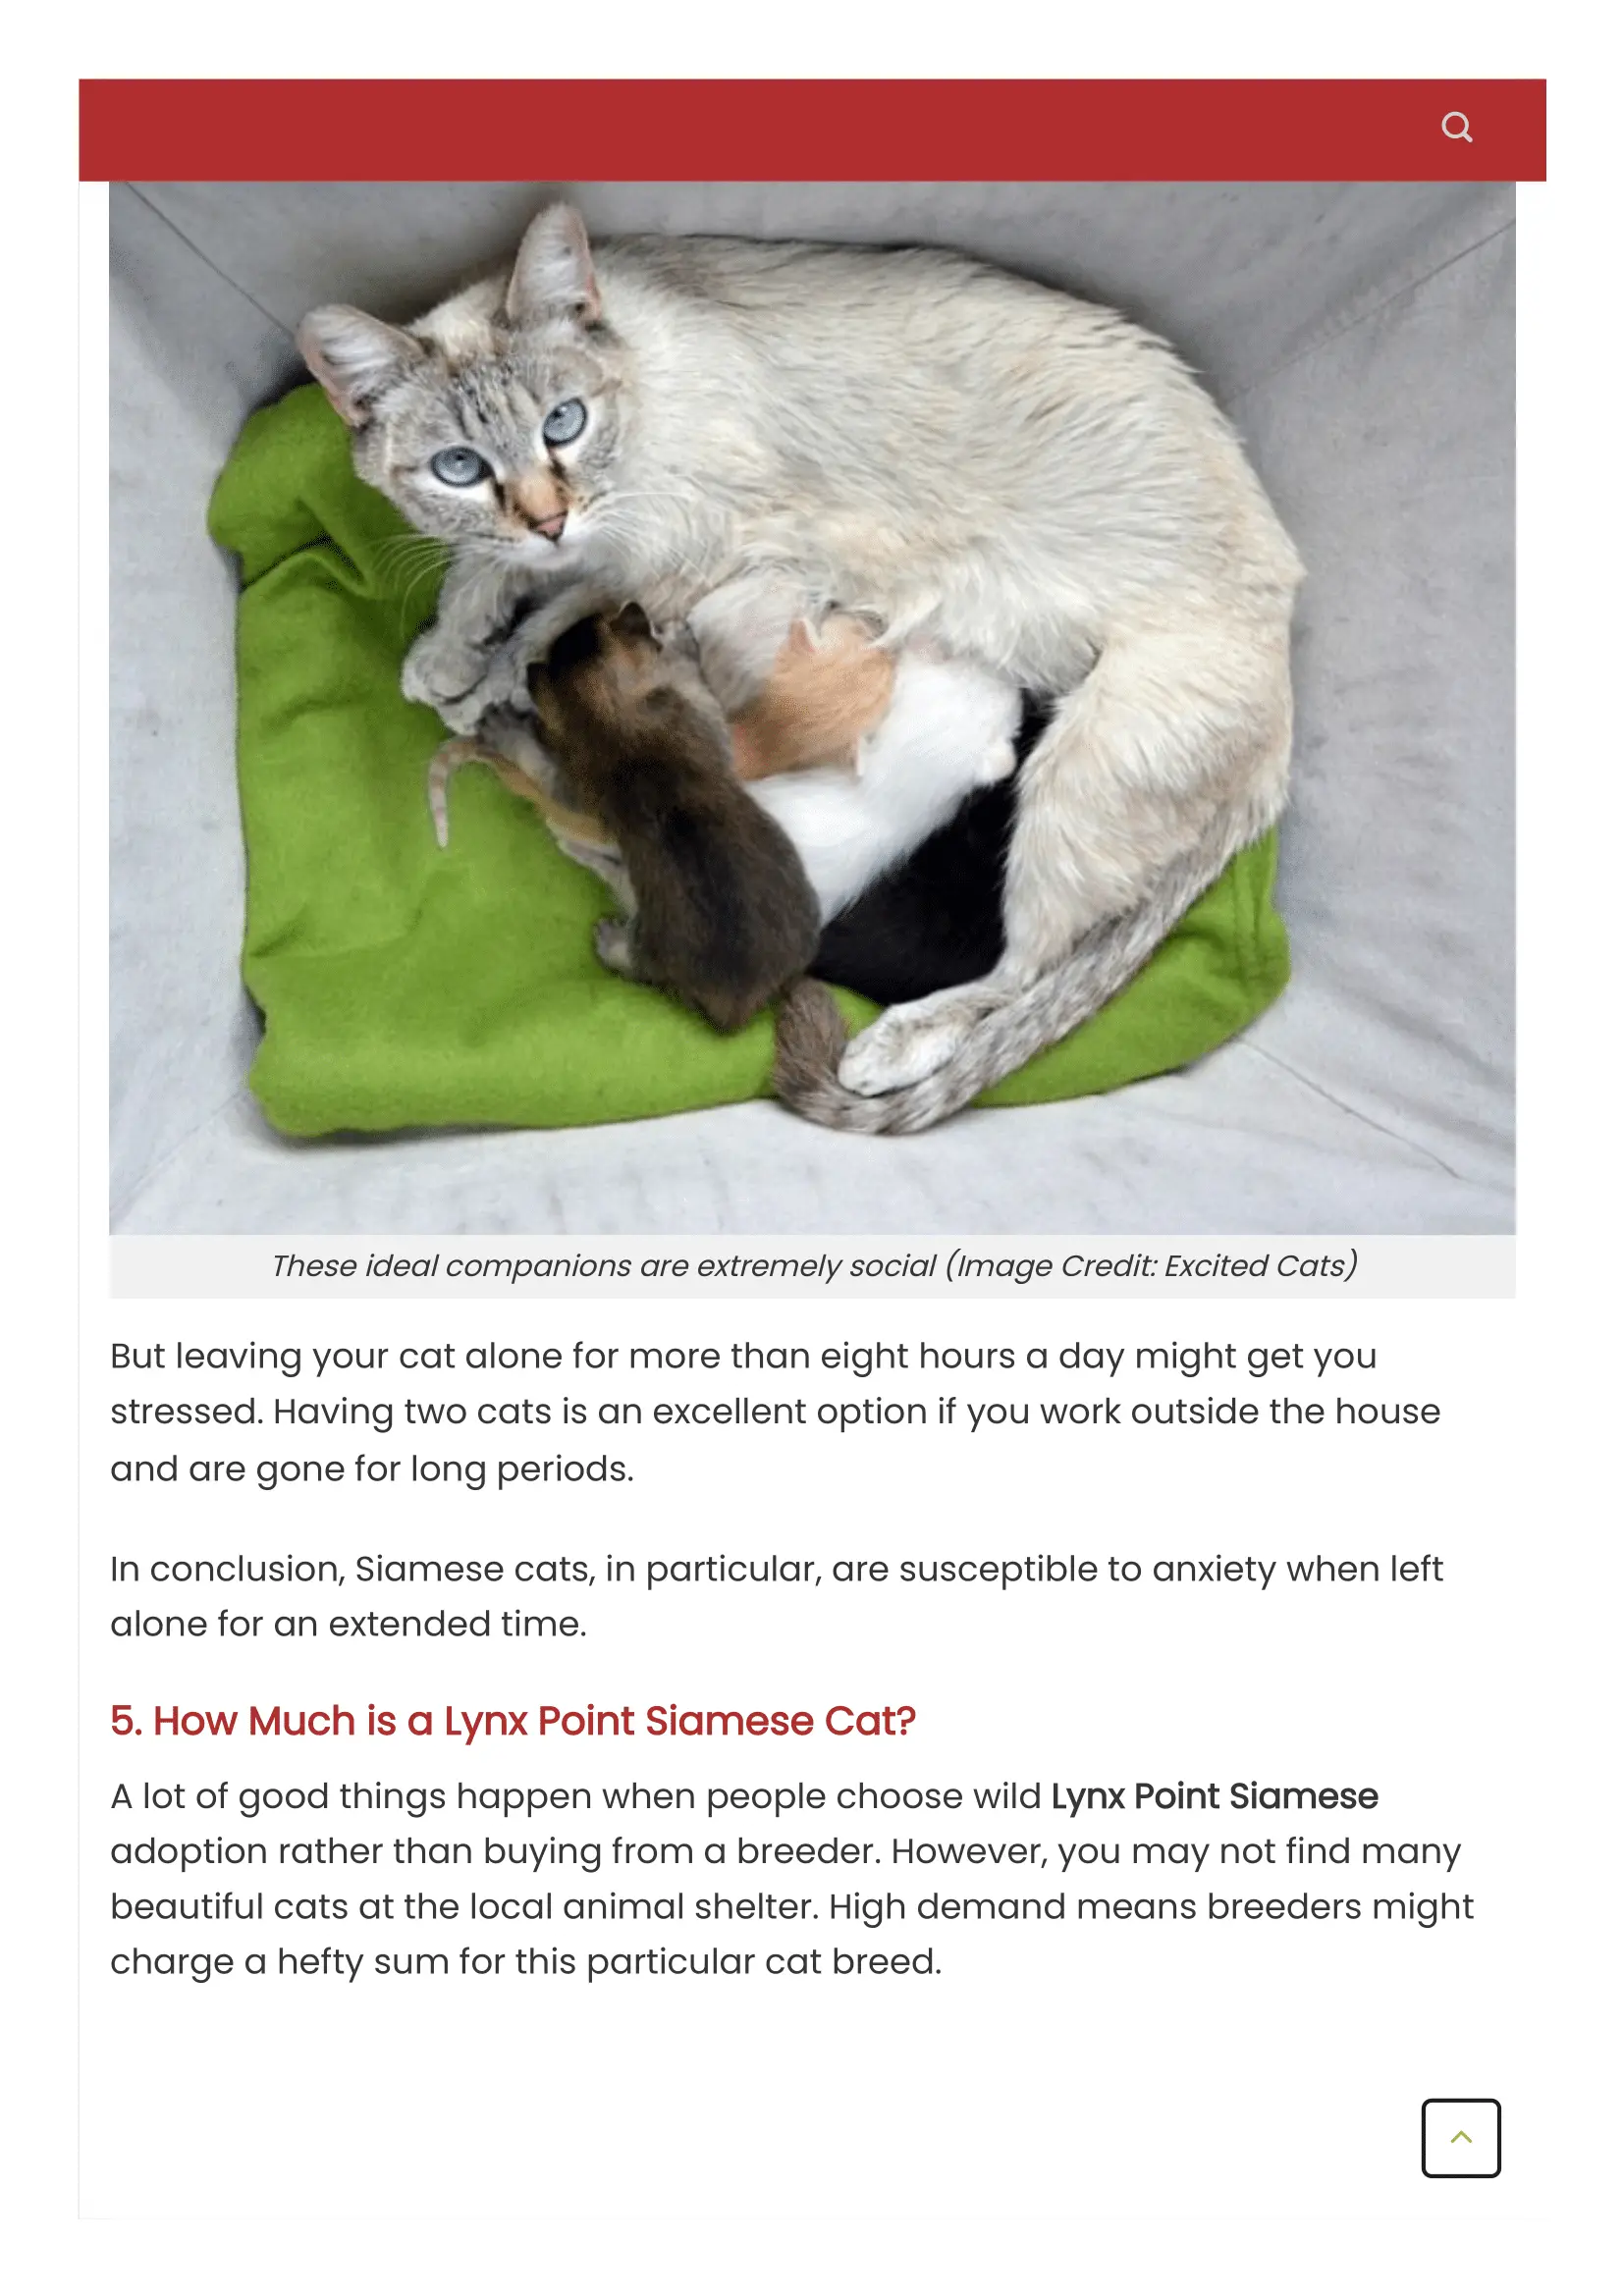 These ideal companions are extremely social (Image Credit: Excited Cats)
But leaving your cat alone for more than eight hours a day might get you
stressed. Having two cats is an excellent option if you work outside the house
and are gone for long periods.
In conclusion, Siamese cats, in particular, are susceptible to anxiety when left
alone for an extended time.
5. How Much is a Lynx Point Siamese Cat?
A lot of good things happen when people choose wild Lynx Point Siamese
adoption rather than buying from a breeder. However, you may not find many
beautiful cats at the local animal shelter. High demand means breeders might
charge a hefty sum for this particular cat breed.